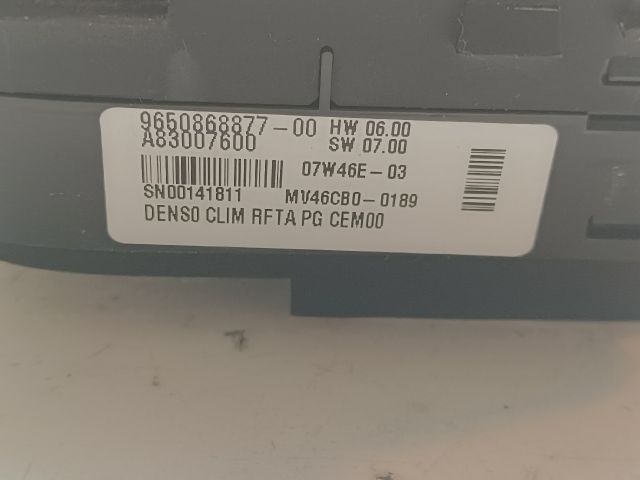 9650868877-00 HW 06.00
A83007600 SW 07.00
07W46E-03
SN00141811 MV46CB0-0189
DENSO CLIM RFTA PG CEM00